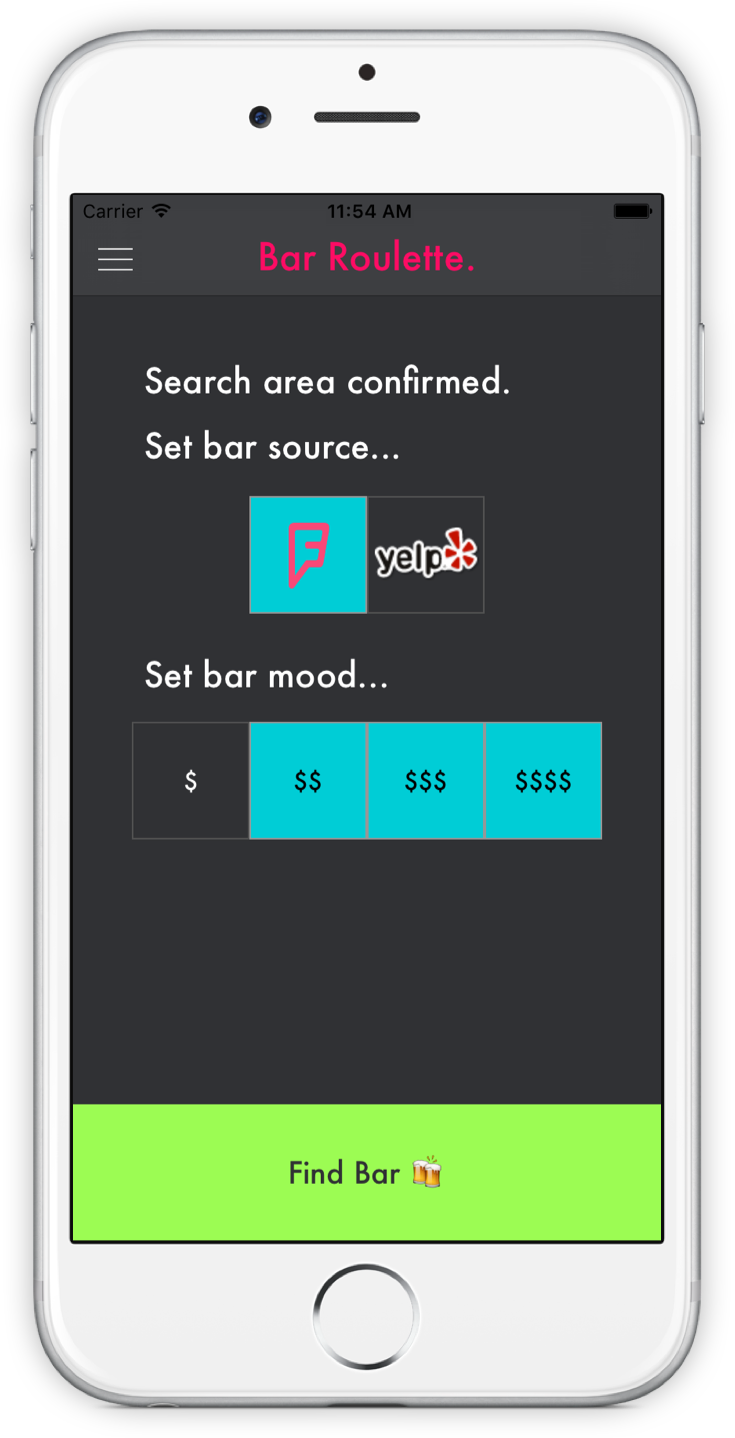 Carrier 11:54 AM
Bar Roulette.
Search area confirmed.
Set bar source...
yelp
Set bar mood...
$ $$ $$$ $$$$
Find Bar 🍻